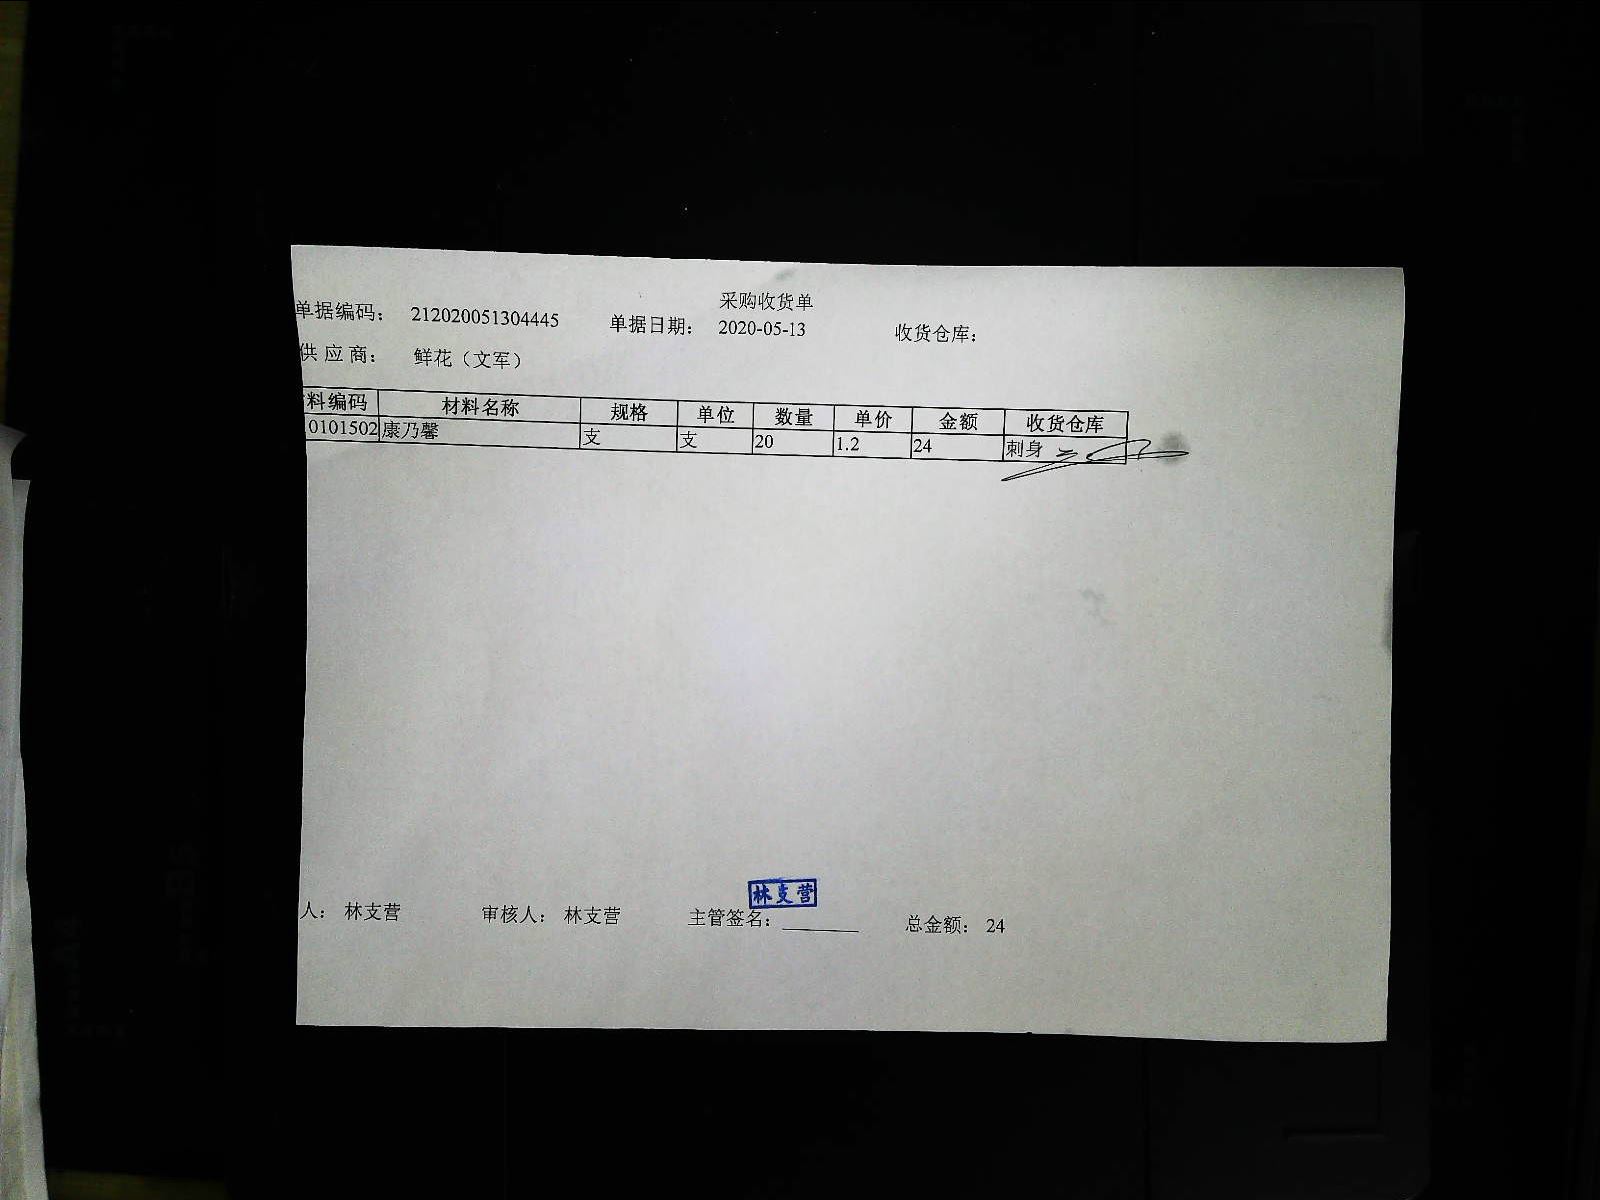 采购收货单
单据编码： 212020051304445 单据日期： 2020-05-13 收货仓库：
供应商： 鲜花（文军）
料编码 材料名称 规格 单位 数量 单价 金额 收货仓库
0101502 康乃馨 支 支 20 1.2 24 刺身
林支营
人： 林支营 审核人： 林支营 主管签名： 总金额： 24